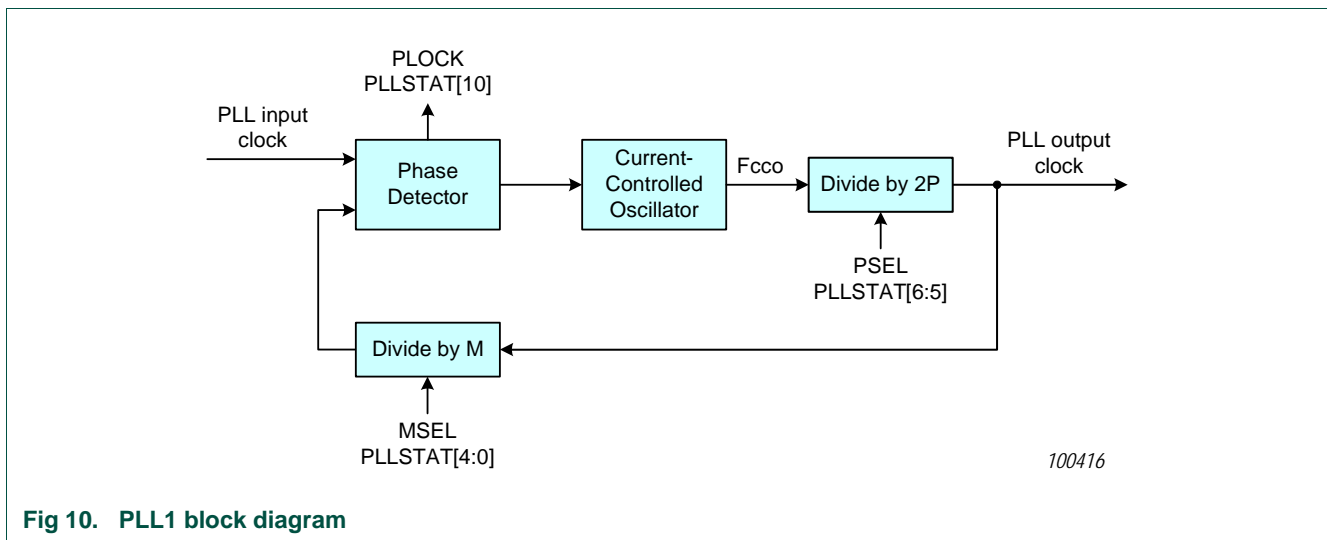 PLOCK
PLLSTAT[10]
PLL input
clock
Phase
Detector
Current-
Controlled
Oscillator
Fcco
Divide by 2P
PLL output
clock
PSEL
PLLSTAT[6:5]
Divide by M
MSEL
PLLSTAT[4:0]
100416
Fig 10. PLL1 block diagram